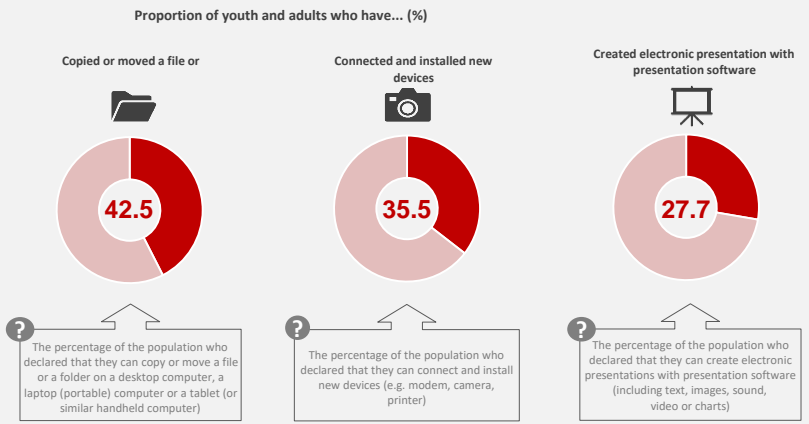 Proportion of youth and adults who have... (%)
Copied or moved a file or
42.5
?
The percentage of the population who
declared that they can copy or move a file
or a folder on a desktop computer, a
laptop (portable) computer or a tablet (or
similar handheld computer)
Connected and installed new
devices
35.5
?
The percentage of the population who
declared that they can connect and install
new devices (e.g. modem, camera,
printer)
Created electronic presentation with
presentation software
27.7
?
The percentage of the population who
declared that they can create electronic
presentations with presentation software
(including text, images, sound,
video or charts)